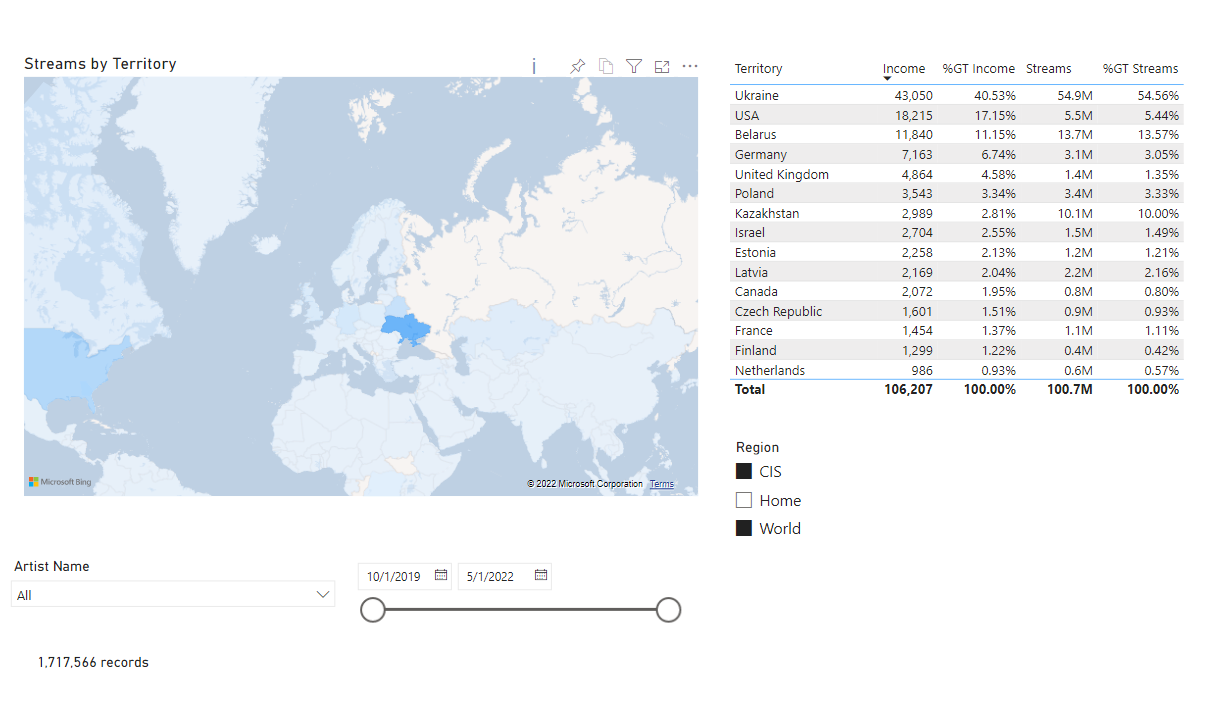 Streams by Territory
Microsoft Bing
© 2022 Microsoft Corporation Terms
Territory Income %GT Income Streams %GT Streams
Ukraine 43,050 40.53% 54.9M 54.56%
USA 18,215 17.15% 5.5M 5.44%
Belarus 11,840 11.15% 13.7M 13.57%
Germany 7,163 6.74% 3.1M 3.05%
United Kingdom 4,864 4.58% 1.4M 1.35%
Poland 3,543 3.34% 3.4M 3.33%
Kazakhstan 2,989 2.81% 10.1M 10.00%
Israel 2,704 2.55% 1.5M 1.49%
Estonia 2,258 2.13% 1.2M 1.21%
Latvia 2,169 2.04% 2.2M 2.16%
Canada 2,072 1.95% 0.8M 0.80%
Czech Republic 1,601 1.51% 0.9M 0.93%
France 1,454 1.37% 1.1M 1.11%
Finland 1,299 1.22% 0.4M 0.42%
Netherlands 986 0.93% 0.6M 0.57%
Total 106,207 100.00% 100.7M 100.00%
Region
CIS
Home
World
Artist Name
All
10/1/2019 5/1/2022
1,717,566 records